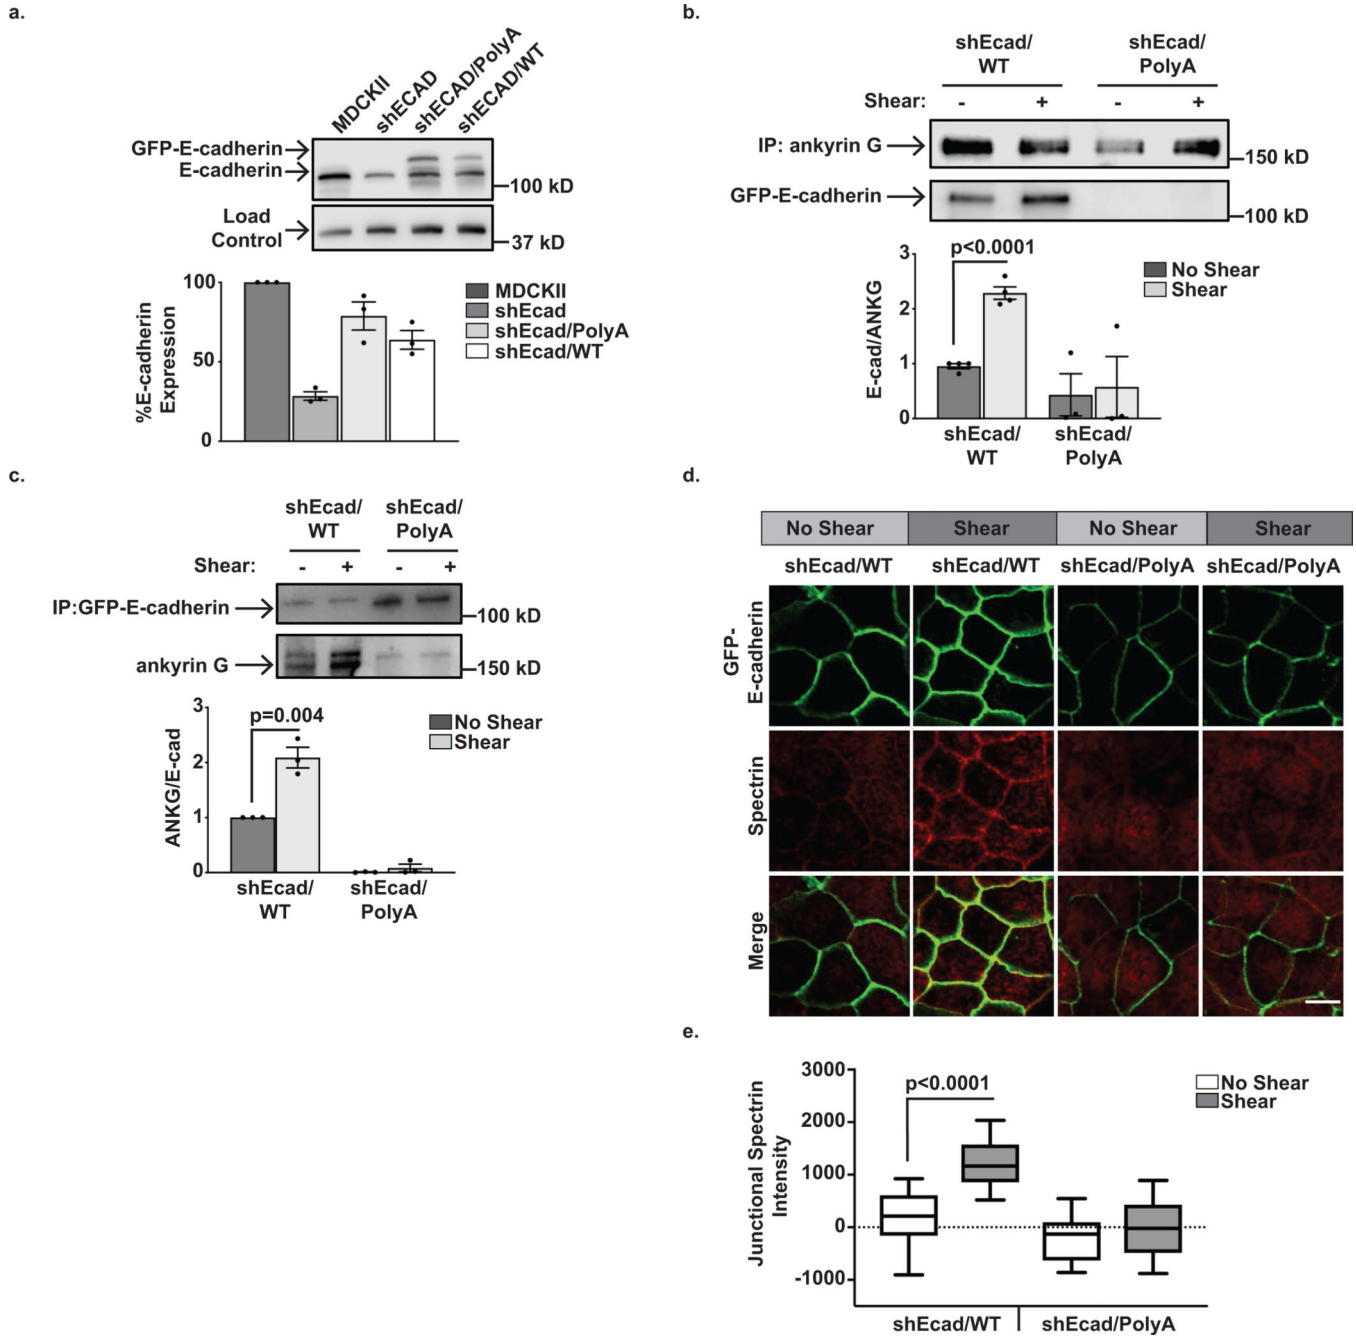 a.
MDCKII
shECAD
shECAD/PolyA
shECAD/WT
GFP-E-cadherin
E-cadherin
100 kD
Load
Control
37 kD
100
50
0
%E-cadherin
Expression
MDCKII
shEcad
shEcad/PolyA
shEcad/WT
b.
shEcad/
WT
shEcad/
PolyA
Shear: - + - +
IP: ankyrin G
150 kD
GFP-E-cadherin
100 kD
3
2
1
0
E-cad/ANKG
p<0.0001
No Shear
Shear
shEcad/
WT
shEcad/
PolyA
c.
shEcad/
WT
shEcad/
PolyA
Shear: - + - +
IP:GFP-E-cadherin
100 kD
ankyrin G
150 kD
3
2
1
0
ANKG/E-cad
p=0.004
No Shear
Shear
shEcad/
WT
shEcad/
PolyA
d.
No Shear Shear No Shear Shear
shEcad/WT shEcad/WT shEcad/PolyA shEcad/PolyA
GFP-
E-cadherin
Spectrin
Merge
e.
3000
2000
1000
0
-1000
Junctional Spectrin
Intensity
p<0.0001
No Shear
Shear
shEcad/WT shEcad/PolyA